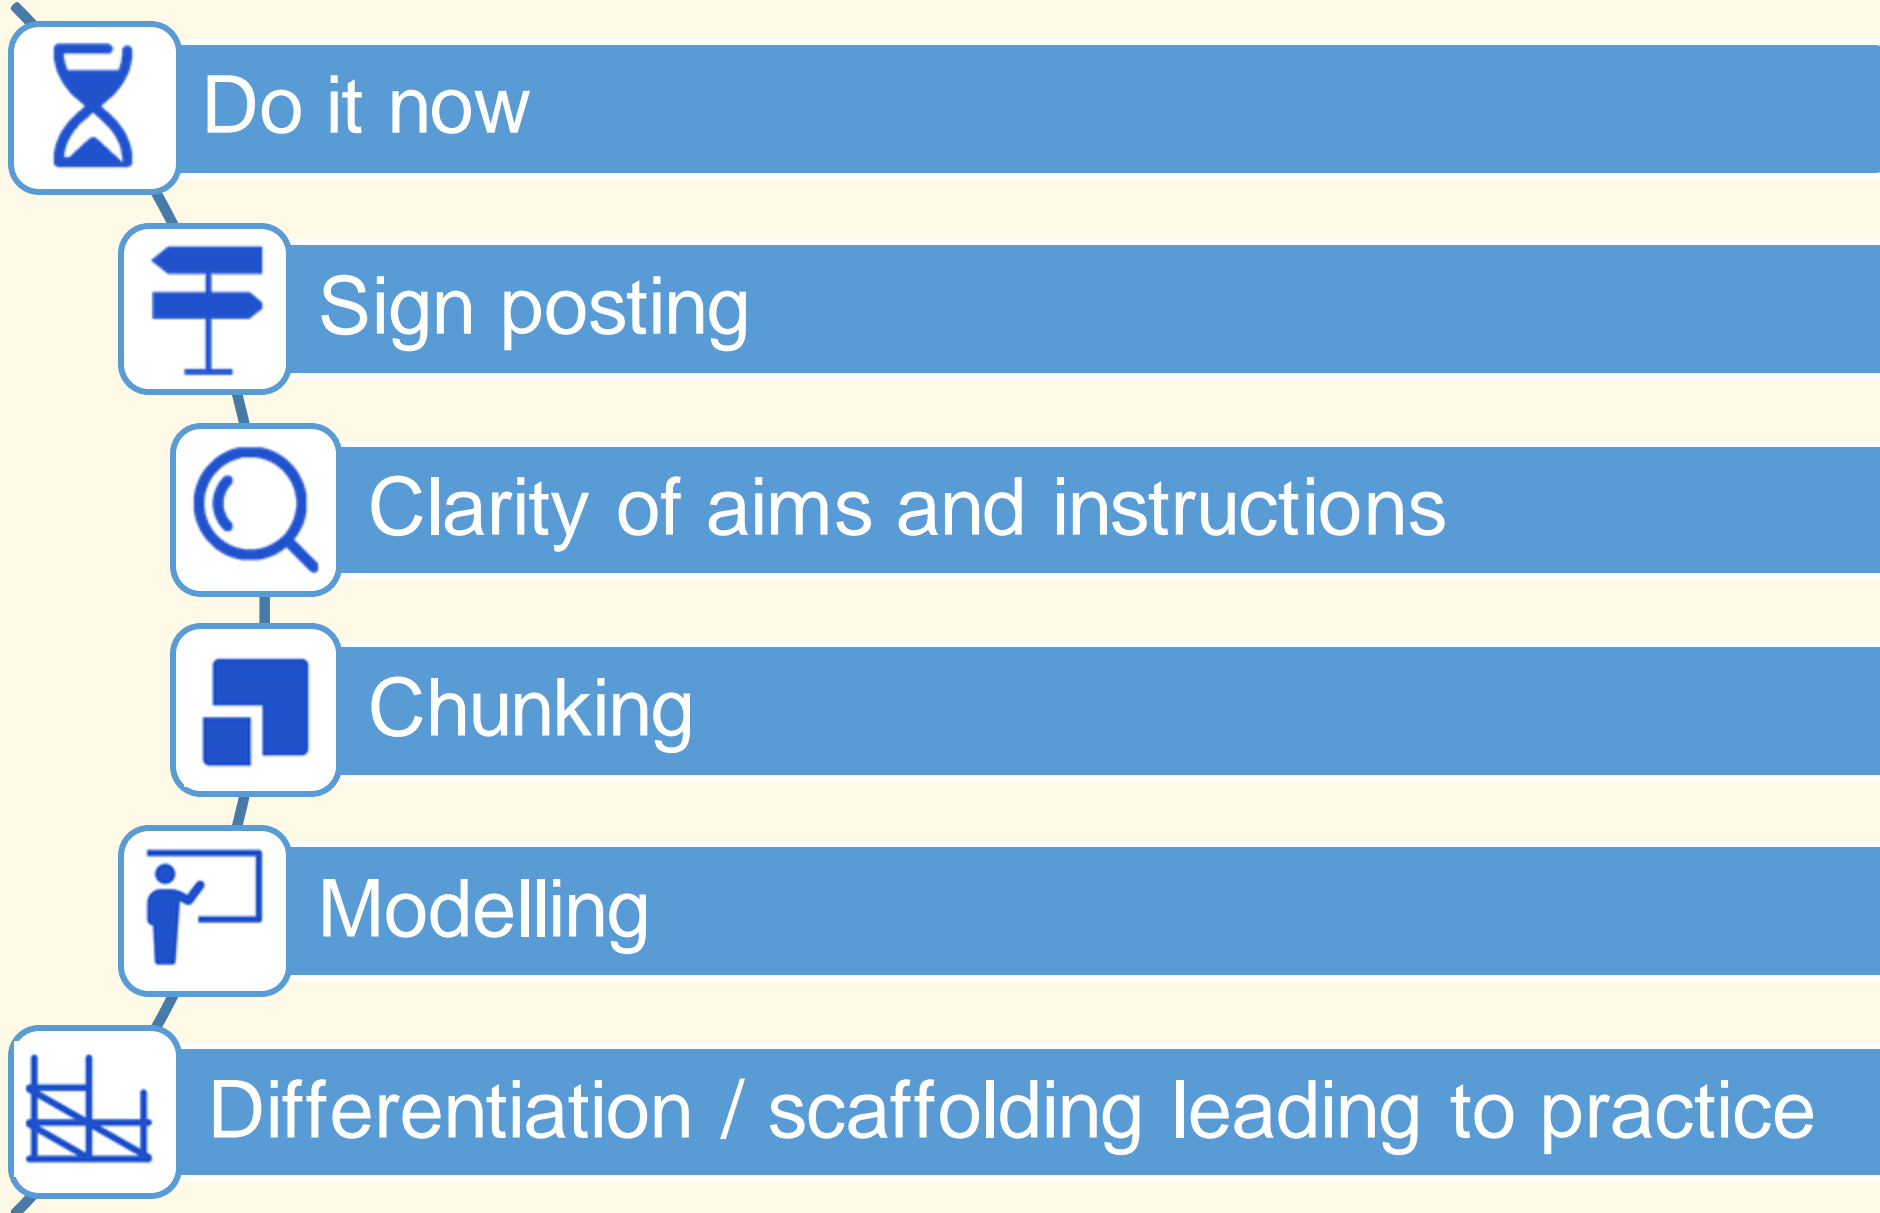 Do it now
Sign posting
Clarity of aims and instructions
Chunking
Modelling
Differentiation / scaffolding leading to practice